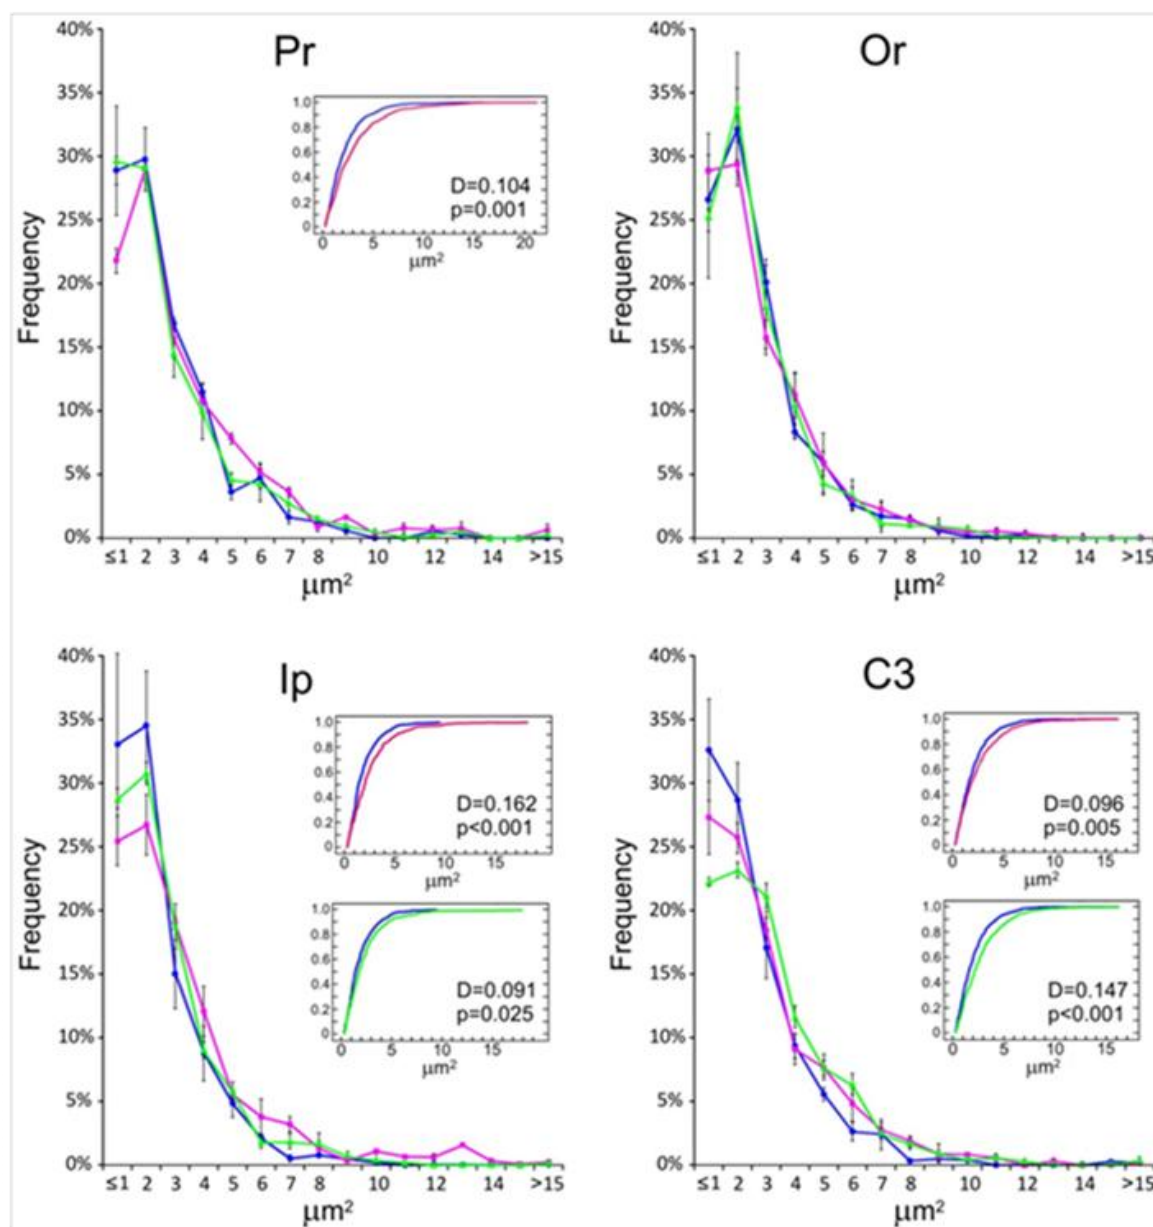 Pr
40%
35%
30%
25%
20%
15%
10%
5%
0%
Frequency
≤1 2 3 4 5 6 7 8 9 10 12 14 >15
μm²
1.0
0.8
0.6
0.4
0.2
0
0 5 10 15 20
μm²
D=0.104
p=0.001
Or
40%
35%
30%
25%
20%
15%
10%
5%
0%
Frequency
≤1 2 3 4 5 6 7 8 9 10 12 14 >15
μm²
Ip
40%
35%
30%
25%
20%
15%
10%
5%
0%
Frequency
≤1 2 3 4 5 6 7 8 9 10 12 14 >15
μm²
1.0
0.8
0.6
0.4
0.2
0
0 5 10 15
μm²
D=0.162
p<0.001
1.0
0.8
0.6
0.4
0.2
0
0 5 10 15
μm²
D=0.091
p=0.025
C3
40%
35%
30%
25%
20%
15%
10%
5%
0%
Frequency
≤1 2 3 4 5 6 7 8 9 10 12 14 >15
μm²
1.0
0.8
0.6
0.4
0.2
0
0 5 10 15
μm²
D=0.096
p=0.005
1.0
0.8
0.6
0.4
0.2
0
0 5 10 15
μm²
D=0.147
p<0.001